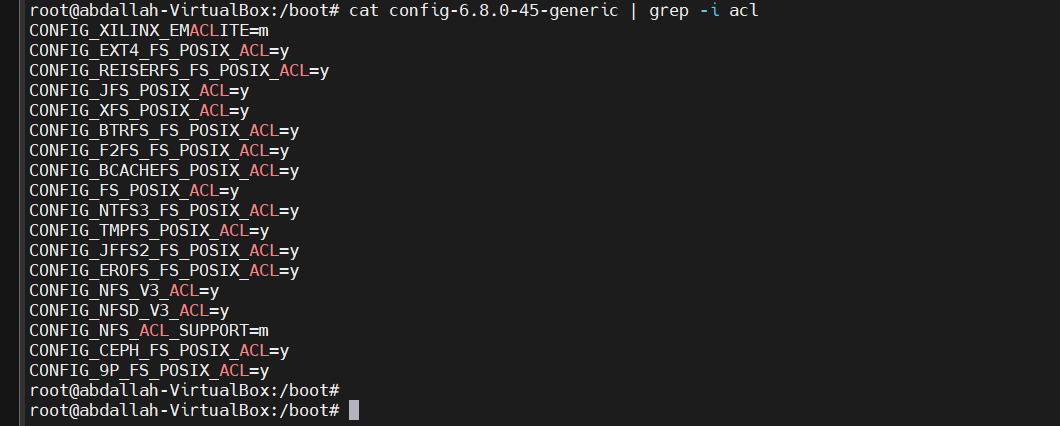 root@abdallah-VirtualBox:/boot# cat config-6.8.0-45-generic | grep -i acl
CONFIG_XILINX_EMACLITE=m
CONFIG_EXT4_FS_POSIX_ACL=y
CONFIG_REISERFS_FS_POSIX_ACL=y
CONFIG_JFS_POSIX_ACL=y
CONFIG_XFS_POSIX_ACL=y
CONFIG_BTRFS_FS_POSIX_ACL=y
CONFIG_F2FS_FS_POSIX_ACL=y
CONFIG_BCACHEFS_POSIX_ACL=y
CONFIG_FS_POSIX_ACL=y
CONFIG_NTFS3_FS_POSIX_ACL=y
CONFIG_TMPFS_POSIX_ACL=y
CONFIG_JFFS2_FS_POSIX_ACL=y
CONFIG_EROFS_FS_POSIX_ACL=y
CONFIG_NFS_V3_ACL=y
CONFIG_NFSD_V3_ACL=y
CONFIG_NFS_ACL_SUPPORT=m
CONFIG_CEPH_FS_POSIX_ACL=y
CONFIG_9P_FS_POSIX_ACL=y
root@abdallah-VirtualBox:/boot#
root@abdallah-VirtualBox:/boot#